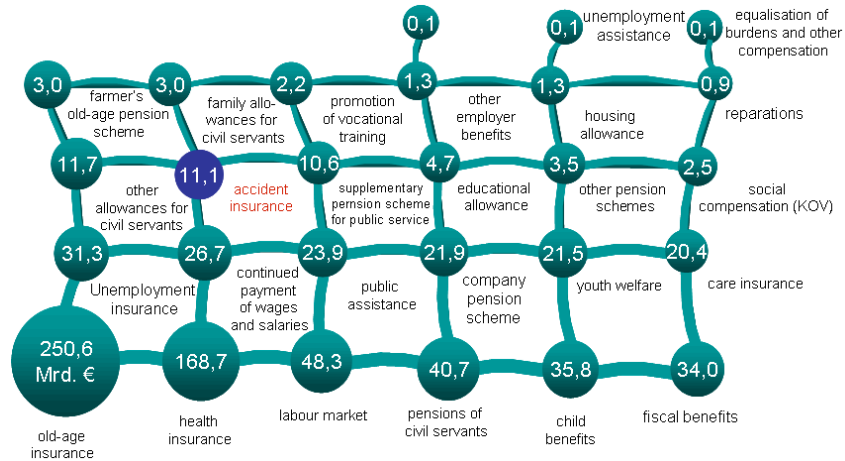 0,1
0,1
unemployment
assistance
0,1
equalisation of
burdens and other
compensation
3,0
3,0
2,2
1,3
1,3
0,9
farmer's
old-age pension
scheme
family allo-
wances for
civil servants
promotion
of vocational
training
other
employer
benefits
housing
allowance
reparations
11,7
11,1
10,6
4,7
3,5
2,5
other
allowances for
civil servants
accident
insurance
supplementary
pemsion scheme
for public service
educational
allowance
other pension
schemes
social
compensation (KOV)
31,3
26,7
23,9
21,9
21,5
20,4
Unemployment
insurance
continued
payment
of wages
and salaries
public
assistance
company
pension
scheme
youth welfare
care insurance
250,6
Mrd. €
168,7
48,3
40,7
35,8
34,0
old-age
insurance
health
insurance
labour market
pensions of
civil servants
child
benefits
fiscal benefits